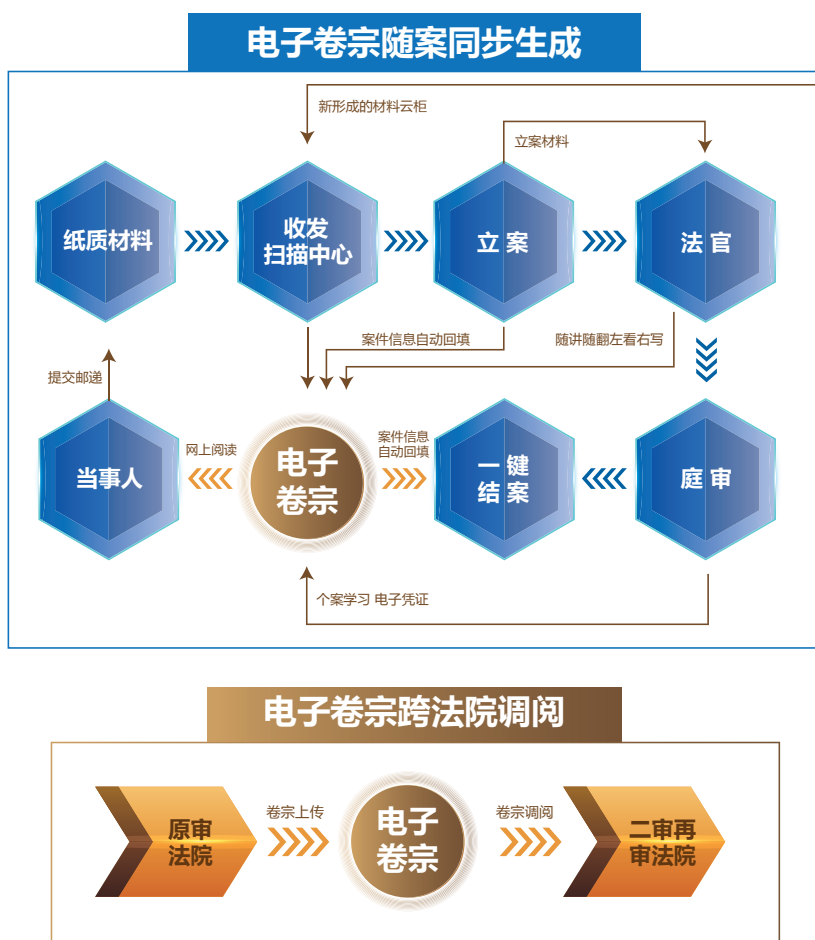 电子卷宗随案同步生成
新形成的材料云柜
立案材料
纸质材料
收发
扫描中心
立案
法官
案件信息自动回填
随讲随翻左看右写
提交邮递
当事人
网上阅读
电子
卷宗
案件信息
自动回填
一键
结案
庭审
个案学习 电子凭证
电子卷宗跨法院调阅
原审
法院
卷宗上传
电子
卷宗
卷宗调阅
二审再
审法院